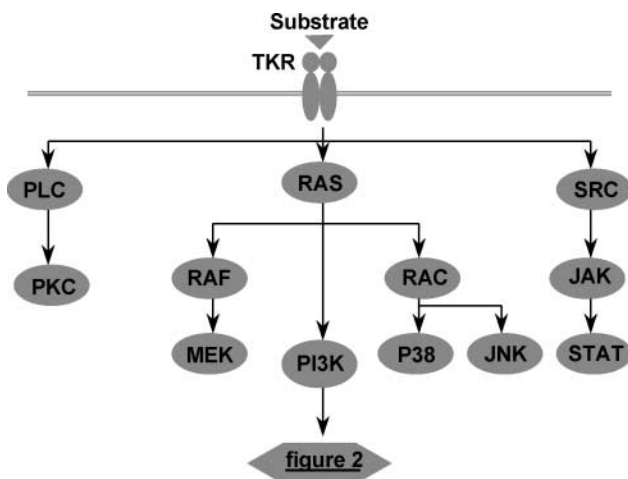 Substrate
TKR
PLC
RAS
SRC
PKC
RAF
RAC
JAK
MEK
PI3K
P38
JNK
STAT
figure 2